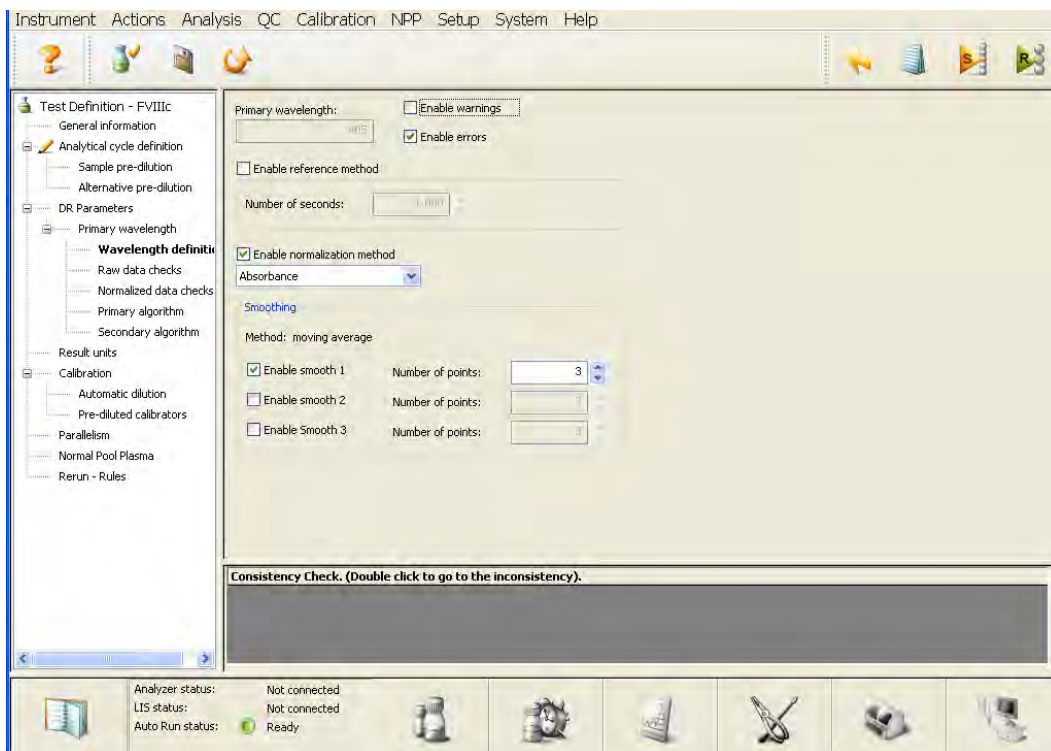 Instrument Actions Analysis QC Calibration NPP Setup System Help
S R
Test Definition - FVIIIc
General information
Analytical cycle definition
Sample pre-dilution
Alternative pre-dilution
DR Parameters
Primary wavelength
Wavelength definiti
Raw data checks
Normalized data checks
Primary algorithm
Secondary algorithm
Result units
Calibration
Automatic dilution
Pre-diluted calibrators
Parallelism
Normal Pool Plasma
Rerun - Rules
Primary wavelength:
405
Enable warnings
Enable errors
Enable reference method
Number of seconds:
Enable normalization method
Absorbance
Smoothing
Method: moving average
Enable smooth 1 Number of points: 3
Enable smooth 2 Number of points: 3
Enable Smooth 3 Number of points: 3
Consistency Check. (Double click to go to the inconsistency).
Analyzer status: Not connected
LIS status: Not connected
Auto Run status: Ready